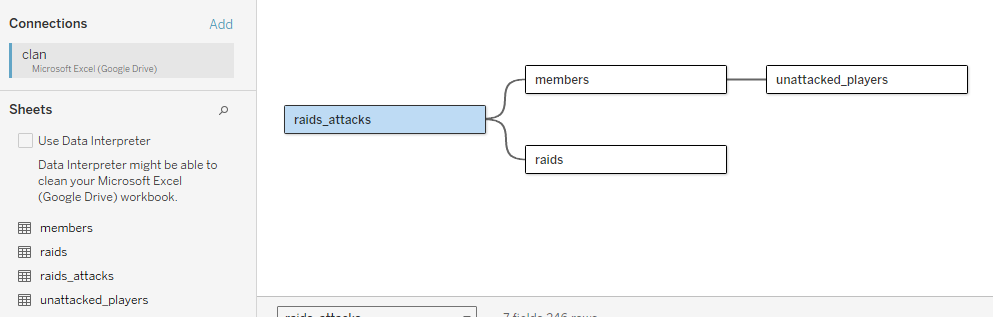 Connections
Add
clan
Microsoft Excel (Google Drive)
Sheets
Use Data Interpreter
Data Interpreter might be able to
clean your Microsoft Excel
(Google Drive) workbook.
members
raids
raids_attacks
unattacked_players
raids_attacks
members
unattacked_players
raids
raids_attacks
7 fields 246 rows